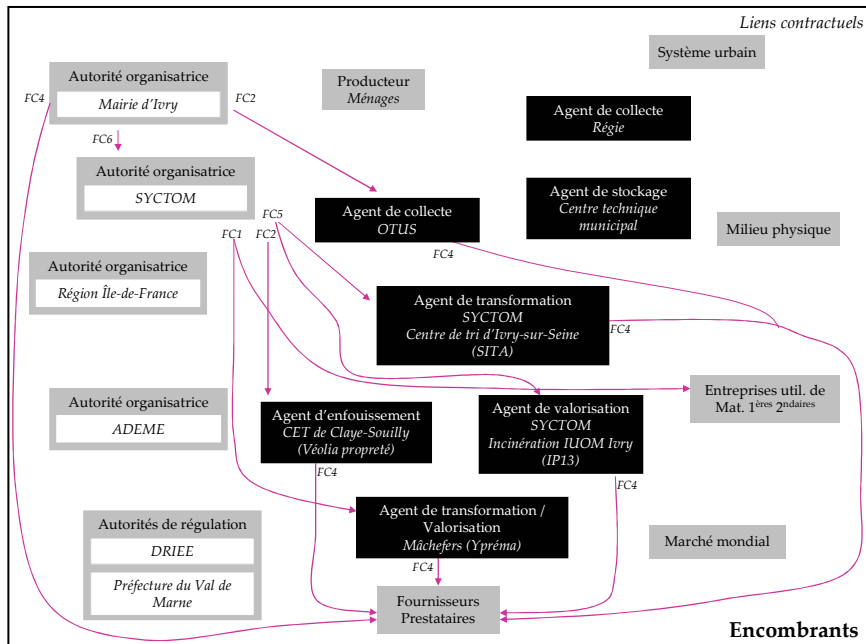 Liens contractuels
Système urbain
Autorité organisatrice
Mairie d'Ivry
FC4
FC2
Producteur
Ménages
Agent de collecte
Régie
FC6
Autorité organisatrice
SYCTOM
FC5
FC1
FC2
Agent de collecte
OTUS
FC4
Agent de stockage
Centre technique
municipal
Milieu physique
Autorité organisatrice
Région Île-de-France
Agent de transformation
SYCTOM
Centre de tri d'Ivry-sur-Seine
(SITA)
FC4
Entreprises util. de
Mat. 1ères 2ndaires
Autorité organisatrice
ADEME
Agent d'enfouissement
CET de Claye-Souilly
(Véolia propreté)
FC4
Agent de valorisation
SYCTOM
Incinération IUOM Ivry
(IP13)
FC4
Autorités de régulation
DRIEE
Préfecture du Val de
Marne
Agent de transformation /
Valorisation
Mâchefers (Ypréma)
FC4
Marché mondial
Fournisseurs
Prestataires
Encombrants